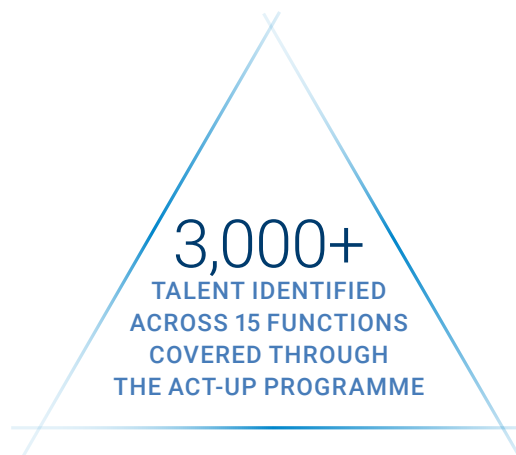 3,000+
TALENT IDENTIFIED
ACROSS 15 FUNCTIONS
COVERED THROUGH
THE ACT-UP PROGRAMME